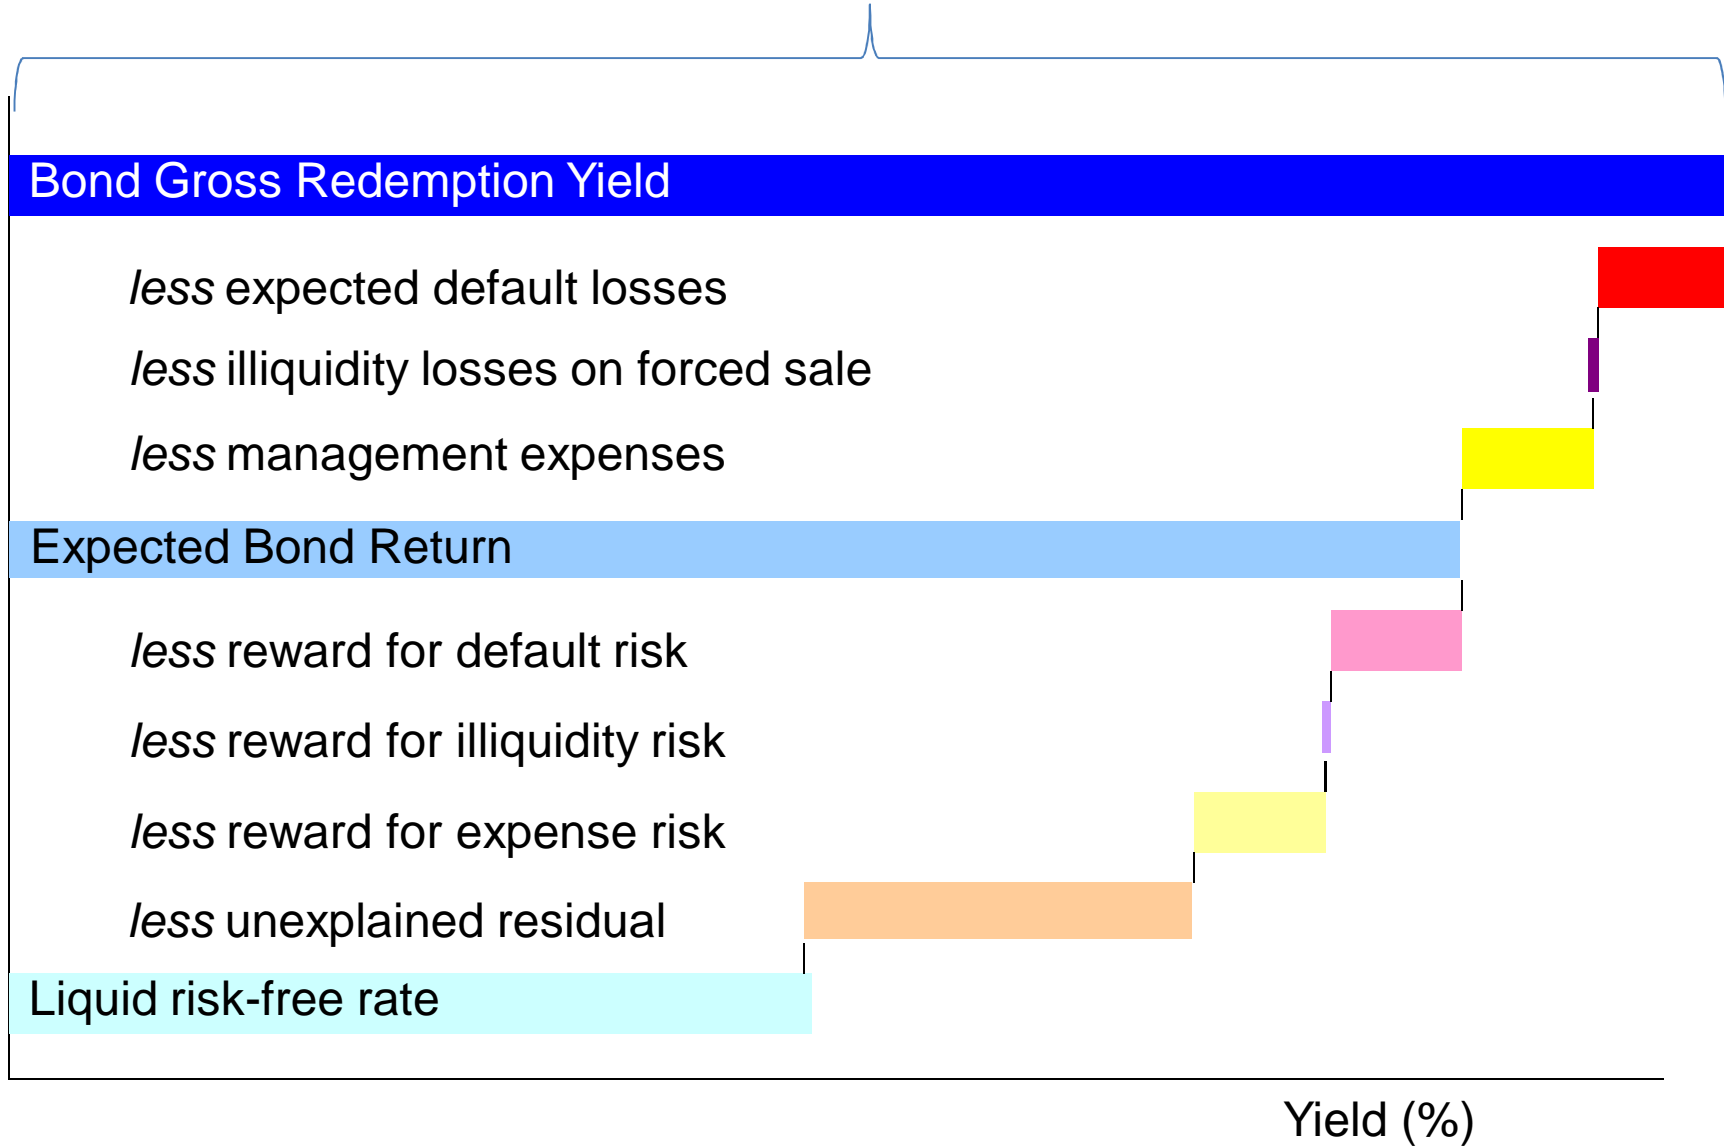 Bond Gross Redemption Yield
less expected default losses
less illiquidity losses on forced sale
less management expenses
Expected Bond Return
less reward for default risk
less reward for illiquidity risk
less reward for expense risk
less unexplained residual
Liquid risk-free rate
Yield (%)